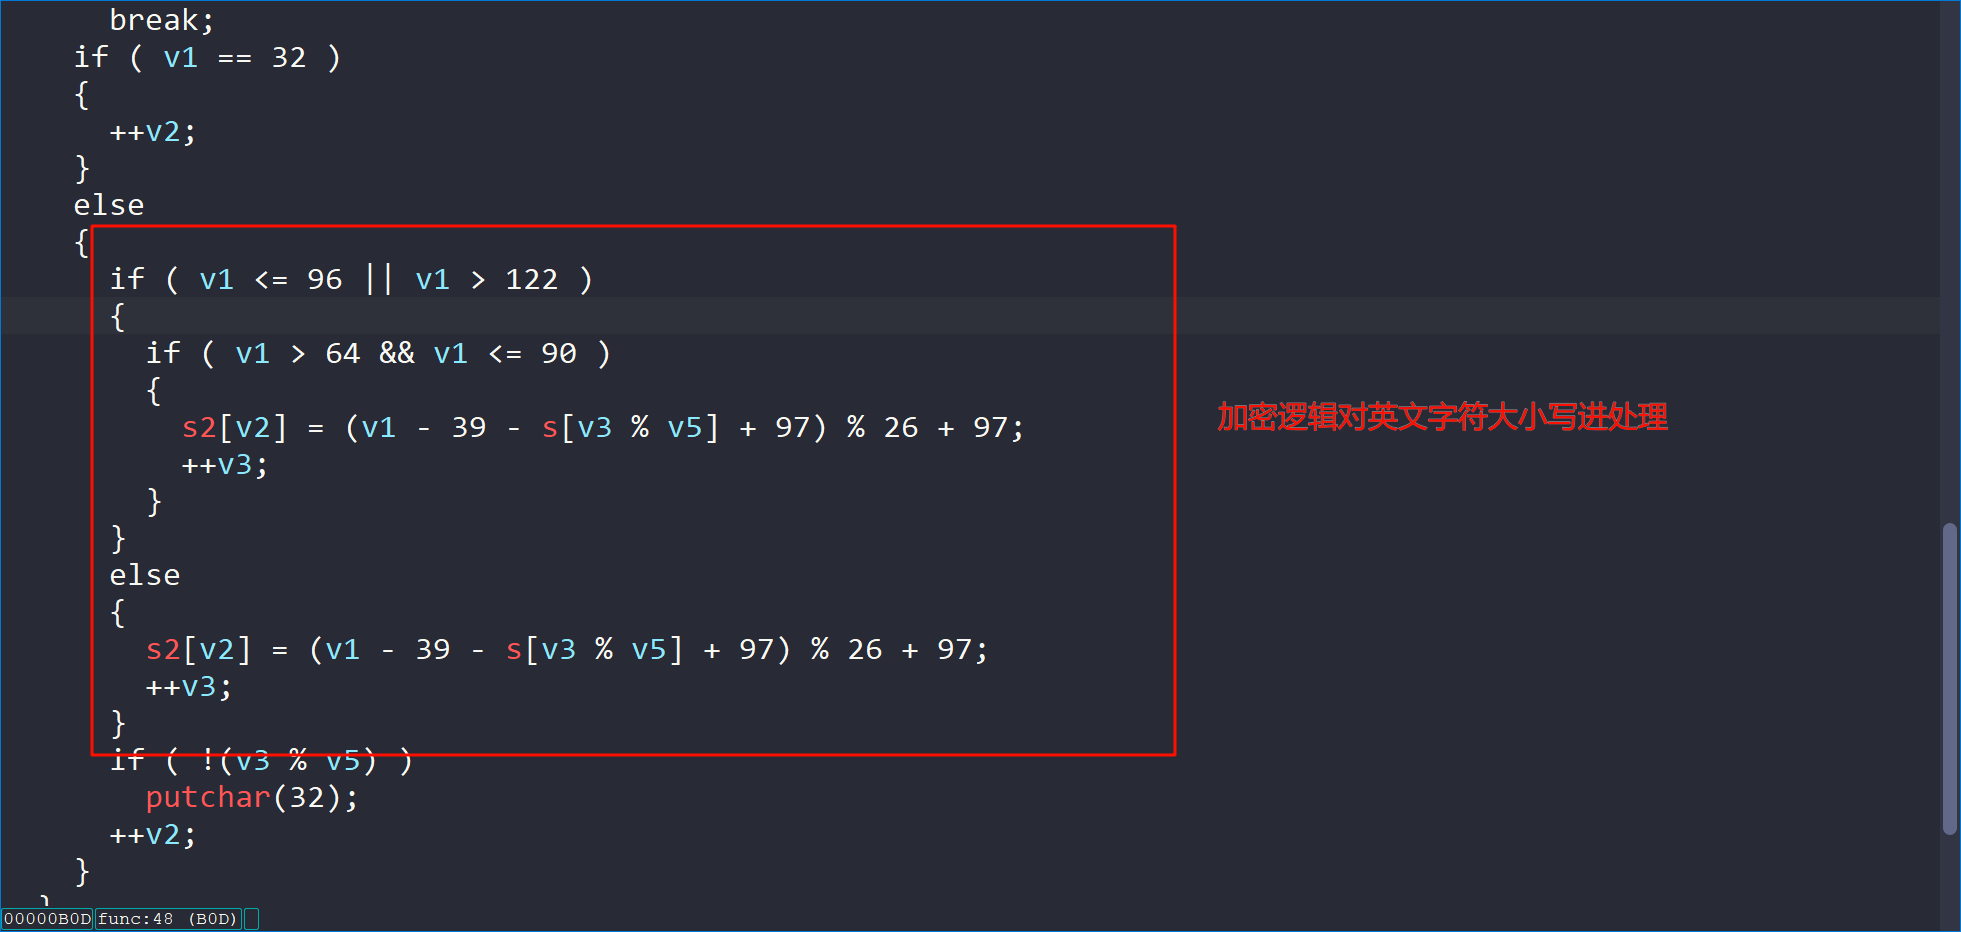 break;
if ( v1 == 32 )
{
++v2;
}
else
{
if ( v1 <= 96 || v1 > 122 )
{
if ( v1 > 64 && v1 <= 90 )
{
s2[v2] = (v1 - 39 - s[v3 % v5] + 97) % 26 + 97;
加密逻辑对英文字符大小写进处理
++v3;
}
}
else
{
s2[v2] = (v1 - 39 - s[v3 % v5] + 97) % 26 + 97;
++v3;
}
if ( !(v3 % v5) )
putchar(32);
++v2;
}
}
00000B0D func:48 (B0D)